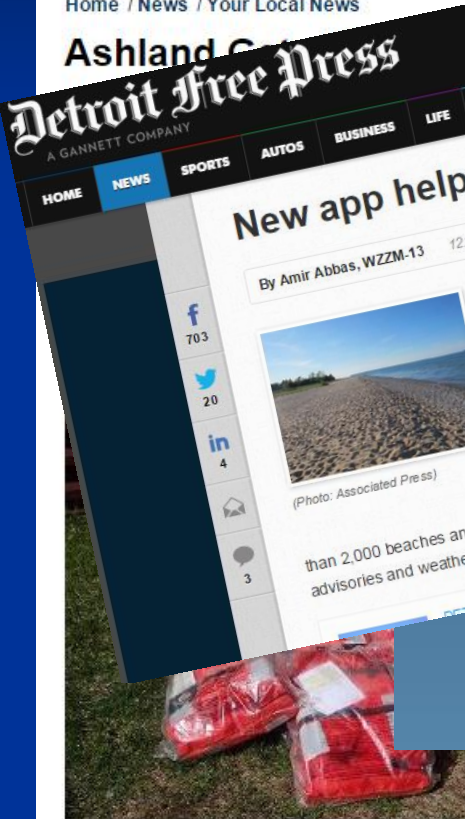 Home / News / Your Local News
Ashland
Detroit Free Press
A GANNETT COMPANY
HOME
NEWS
SPORTS
AUTOS
BUSINESS
LIFE
New app help
By Amir Abbas, WZZM-13
12
703
20
4
3
(Photo: Associated Press)
than 2,000 beaches an
advisories and weathe